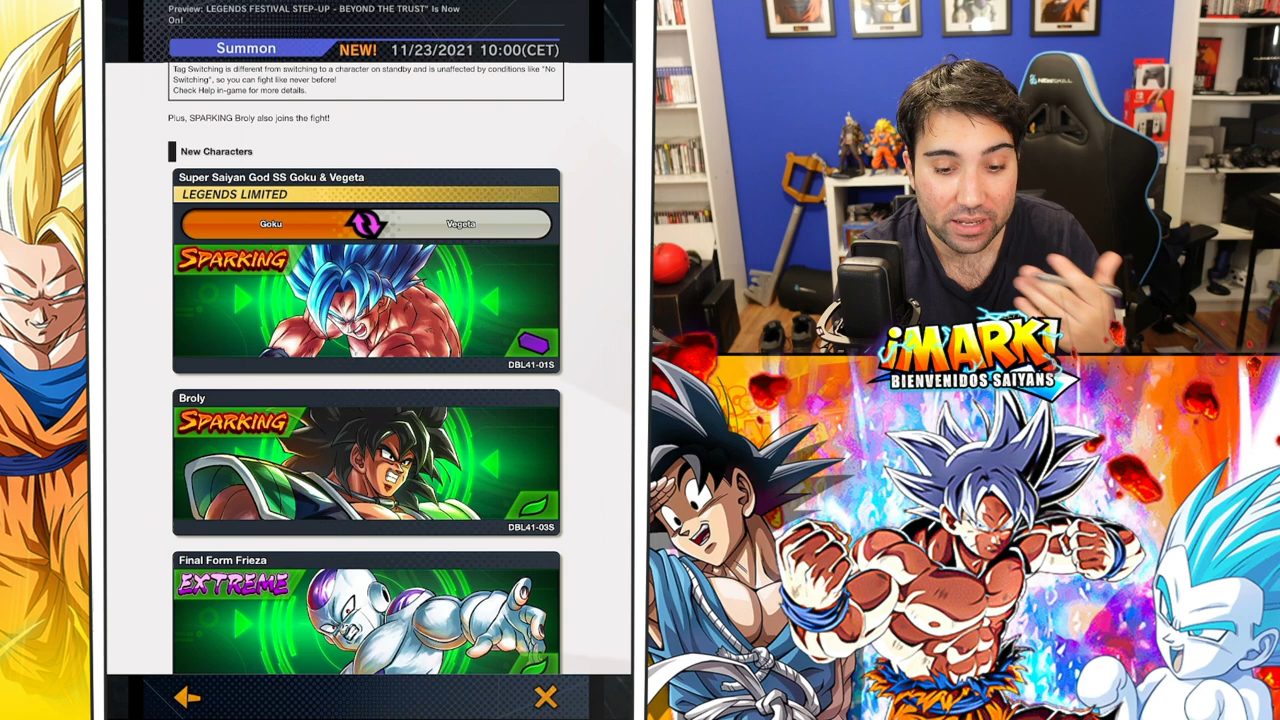 Preview: LEGENDS FESTIVAL STEP-UP - BEYOND THE TRUST" Is Now
On!
Summon NEW! 11/23/2021 10:00(CET)
Tag Switching is different from switching to a character on standby and is unaffected by conditions like "No
Switching", so you can fight like never before!
Check Help in-game for more details.
Plus, SPARKING Broly also joins the fight!
New Characters
Super Saiyan God SS Goku & Vegeta
LEGENDS LIMITED
Goku Vegeta
SPARKING
DBL41-01S
Broly
SPARKING
DBL41-03S
Final Form Frieza
EXTREME
¡MARK!
BIENVENIDOS SAIYANS